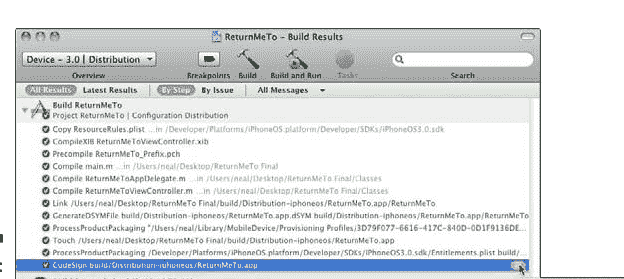 ReturnMeTo – Build Results
Device – 3.0 | Distribution
Overview Breakpoints Build Build and Run Tasks Search
All Results Latest Results By Step By Issue All Messages
Build ReturnMeTo
Project ReturnMeTo | Configuration Distribution
Copy ResourceRules.plist ...in /Developer/Platforms/iPhoneOS.platform/Developer/SDKs/iPhoneOS3.0.sdk
CompileXIB ReturnMeToViewController.xib
Precompile ReturnMeTo_Prefix.pch
Compile main.m ...in /Users/neal/Desktop/ReturnMeTo Final
Compile ReturnMeToAppDelegate.m ...in /Users/neal/Desktop/ReturnMeTo Final/Classes
Compile ReturnMeToViewController.m ...in /Users/neal/Desktop/ReturnMeTo Final/Classes
Link /Users/neal/Desktop/ReturnMeTo Final/build/Distribution-iphoneos/ReturnMeTo.app/ReturnMeTo
GenerateDSYMFile build/Distribution-iphoneos/ReturnMeTo.app.dSYM build/Distribution-iphoneos/ReturnMeTo.app/ReturnMeTo
ProcessProductPackaging "/Users/neal/Library/MobileDevice/Provisioning Profiles/3D79F077-6616-417C-840D-0D1F9136DE...
Touch /Users/neal/Desktop/ReturnMeTo Final/build/Distribution-iphoneos/ReturnMeTo.app
ProcessProductPackaging /Developer/Platforms/iPhoneOS.platform/Developer/SDKs/iPhoneOS3.0.sdk/Entitlements.plist build/...
CodeSign build/Distribution-iphoneos/ReturnMeTo.app